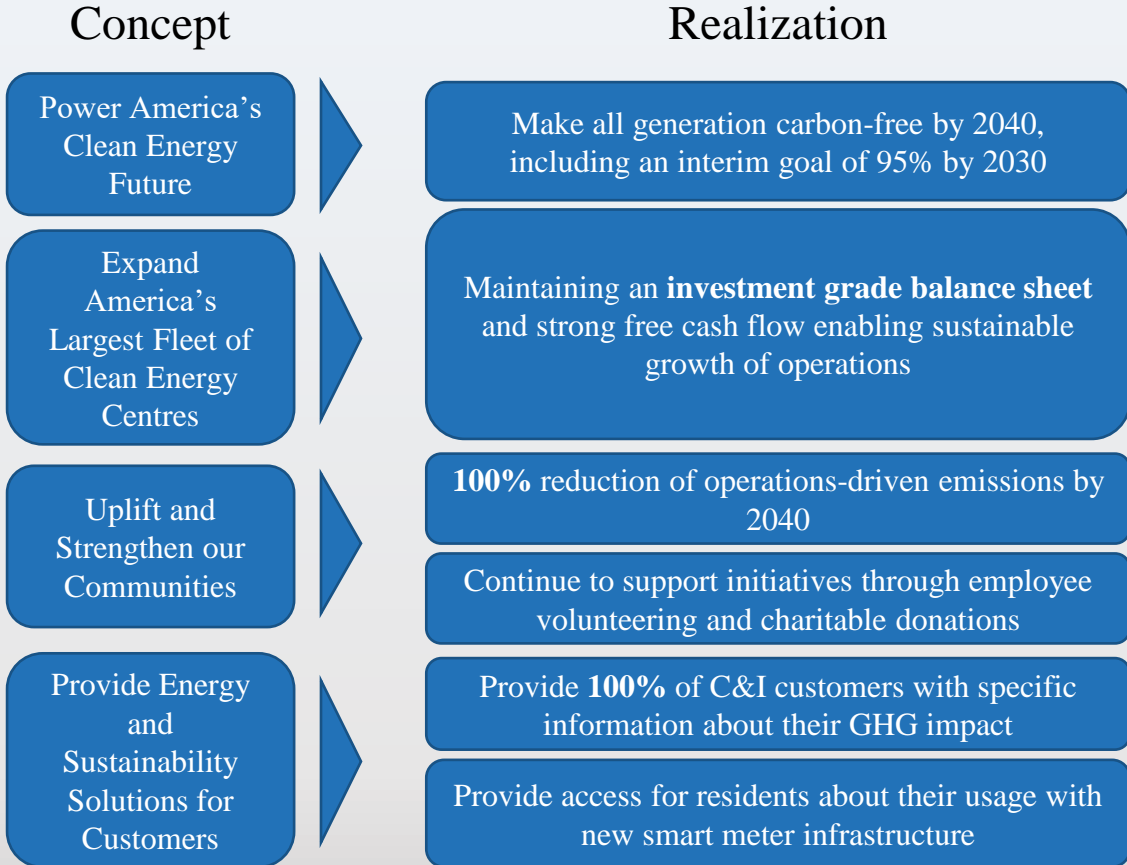 Concept
Realization
Power America’s
Clean Energy
Future
Make all generation carbon-free by 2040,
including an interim goal of 95% by 2030
Expand
America’s
Largest Fleet of
Clean Energy
Centres
Maintaining an investment grade balance sheet
and strong free cash flow enabling sustainable
growth of operations
Uplift and
Strengthen our
Communities
100% reduction of operations-driven emissions by
2040
Continue to support initiatives through employee
volunteering and charitable donations
Provide Energy
and
Sustainability
Solutions for
Customers
Provide 100% of C&I customers with specific
information about their GHG impact
Provide access for residents about their usage with
new smart meter infrastructure